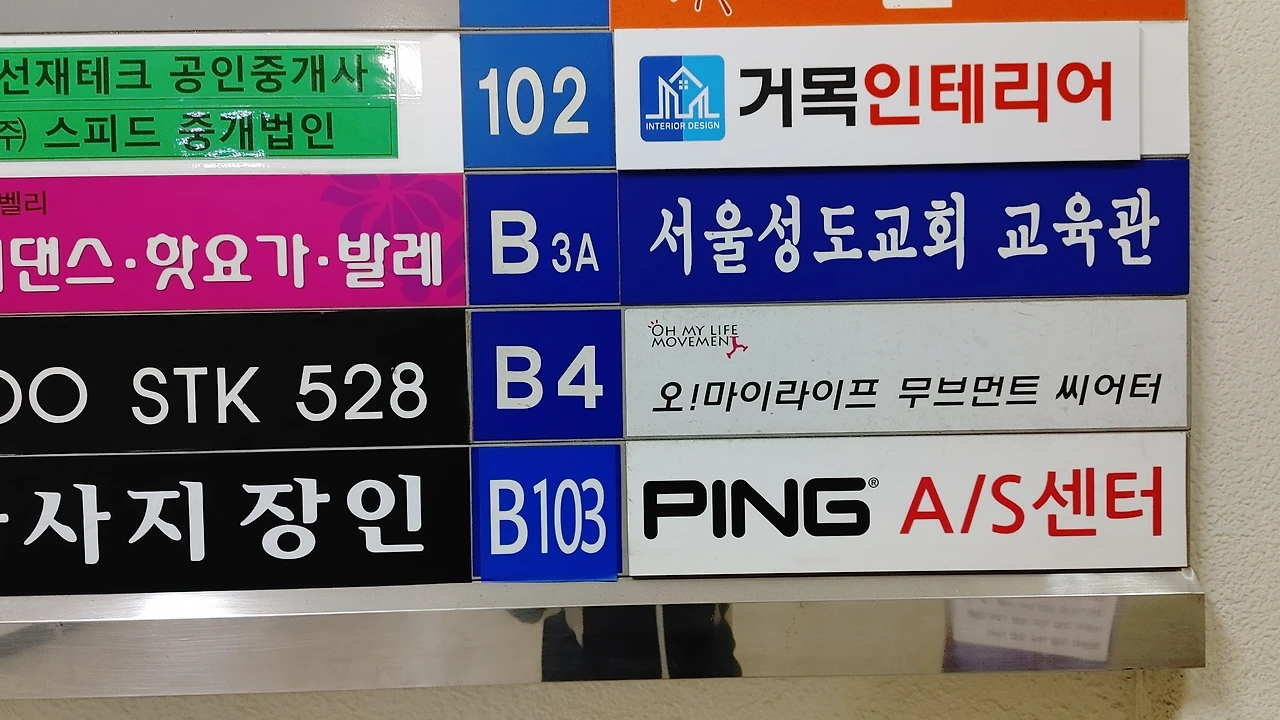 선재테크 공인중개사
㈜ 스피드 중개법인
102
INTERIOR DESIGN
거목인테리어
벨리
댄스·핫요가·발레
B 3A
서울성도교회 교육관
STK 528
B4
OH MY LIFE
MOVEMENT
오!마이라이프 무브먼트 씨어터
사지 장인
B103
PING® A/S센터